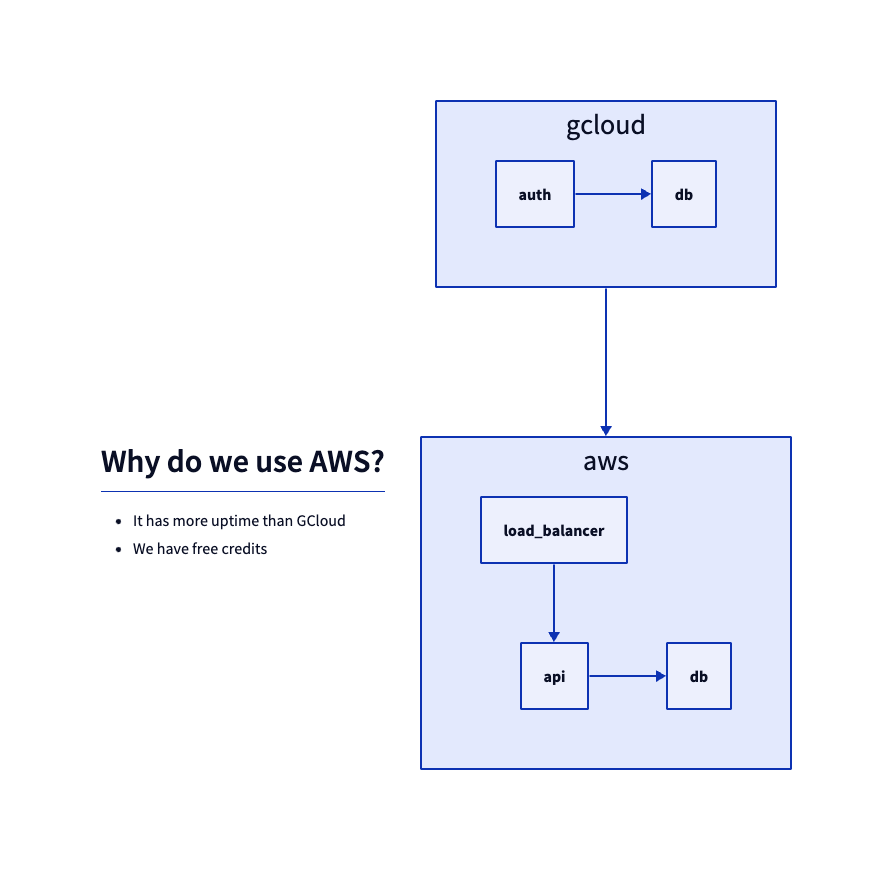 gcloud
auth
db
Why do we use AWS?
It has more uptime than GCloud
We have free credits
aws
load_balancer
api
db